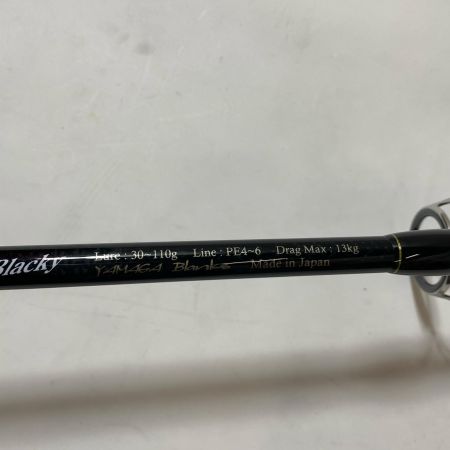 Blacky Lure : 30~110g Line : PE4~6 Drag Max : 13kg
YAMAGA Blanks Made in Japan